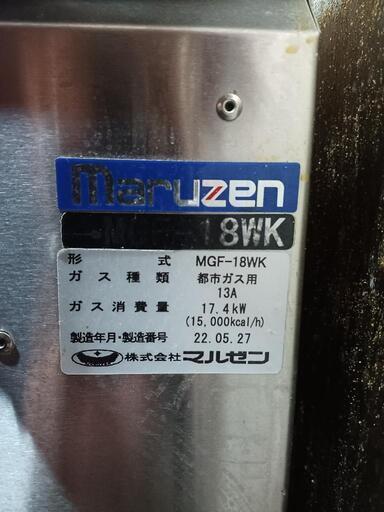 maruzen
18WK
形 式 MGF-18WK
ガス種類 都市ガス用
13A
ガス消費量 17.4kW
(15,000kcal/h)
製造年月・製造番号 22.05.27
株式会社マルゼン